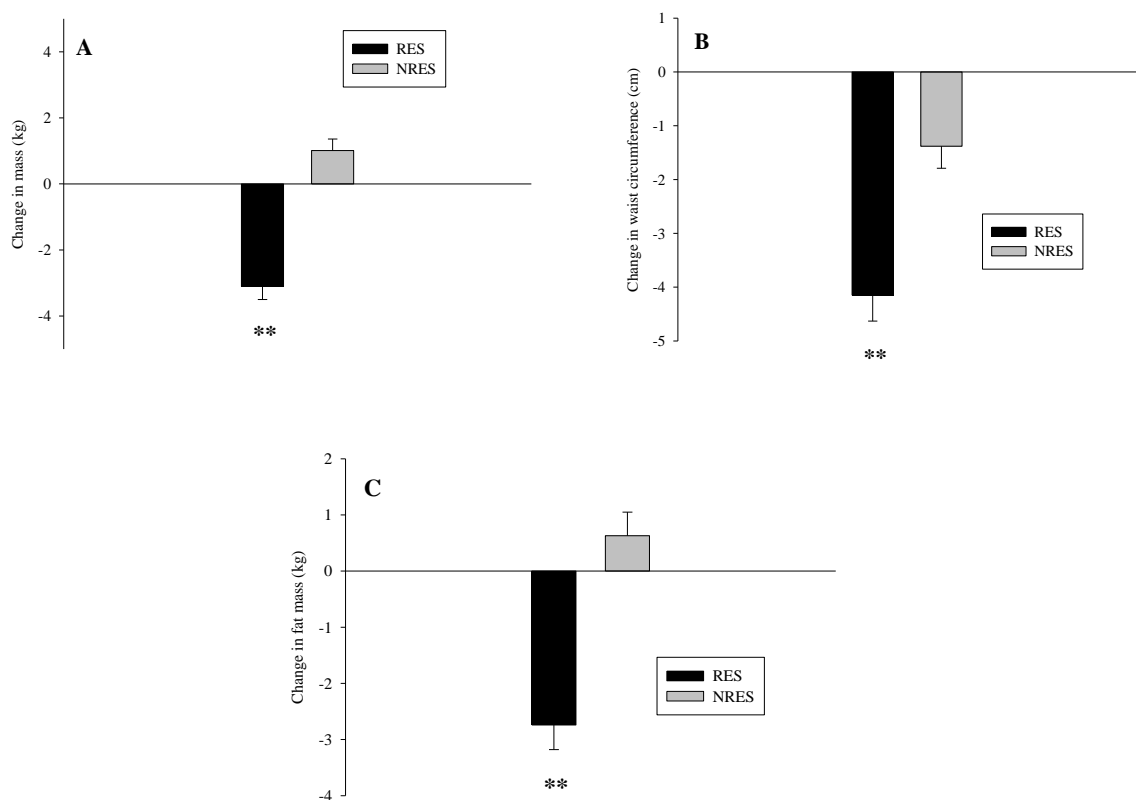 A
RES
NRES
Change in mass (kg)
4
2
0
-2
-4
**
B
RES
NRES
Change in waist circumference (cm)
1
0
-1
-2
-3
-4
-5
**
C
RES
NRES
Change in fat mass (kg)
2
1
0
-1
-2
-3
-4
**